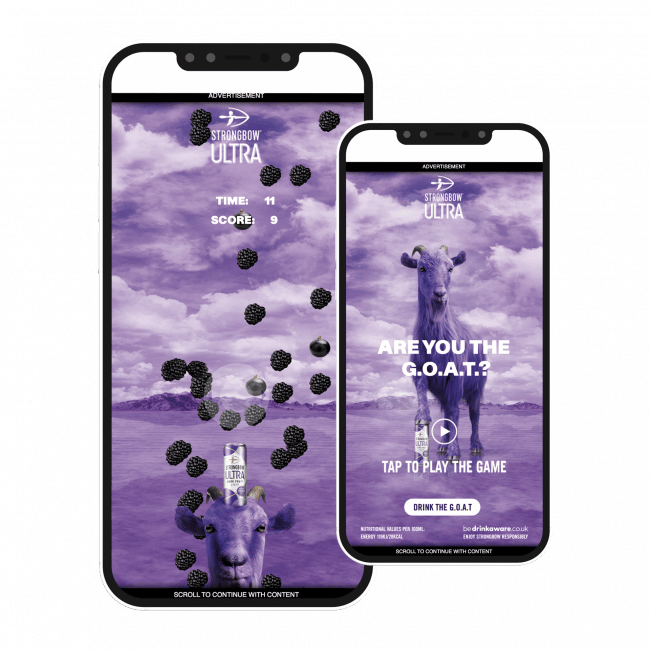 ADVERTISEMENT
STRONGBOW
ULTRA
TIME: 11
SCORE: 9
STRONGBOW
ULTRA
SCROLL TO CONTINUE WITH CONTENT
ADVERTISEMENT
STRONGBOW
ULTRA
ARE YOU THE
G.O.A.T.?
ULTRA
TAP TO PLAY THE GAME
DRINK THE G.O.A.T
NUTRITIONAL VALUES PER 100ML:
be drinkaware.co.uk
ENJOY STRONGBOW RESPONSIBLY
SCROLL TO CONTINUE WITH CONTENT